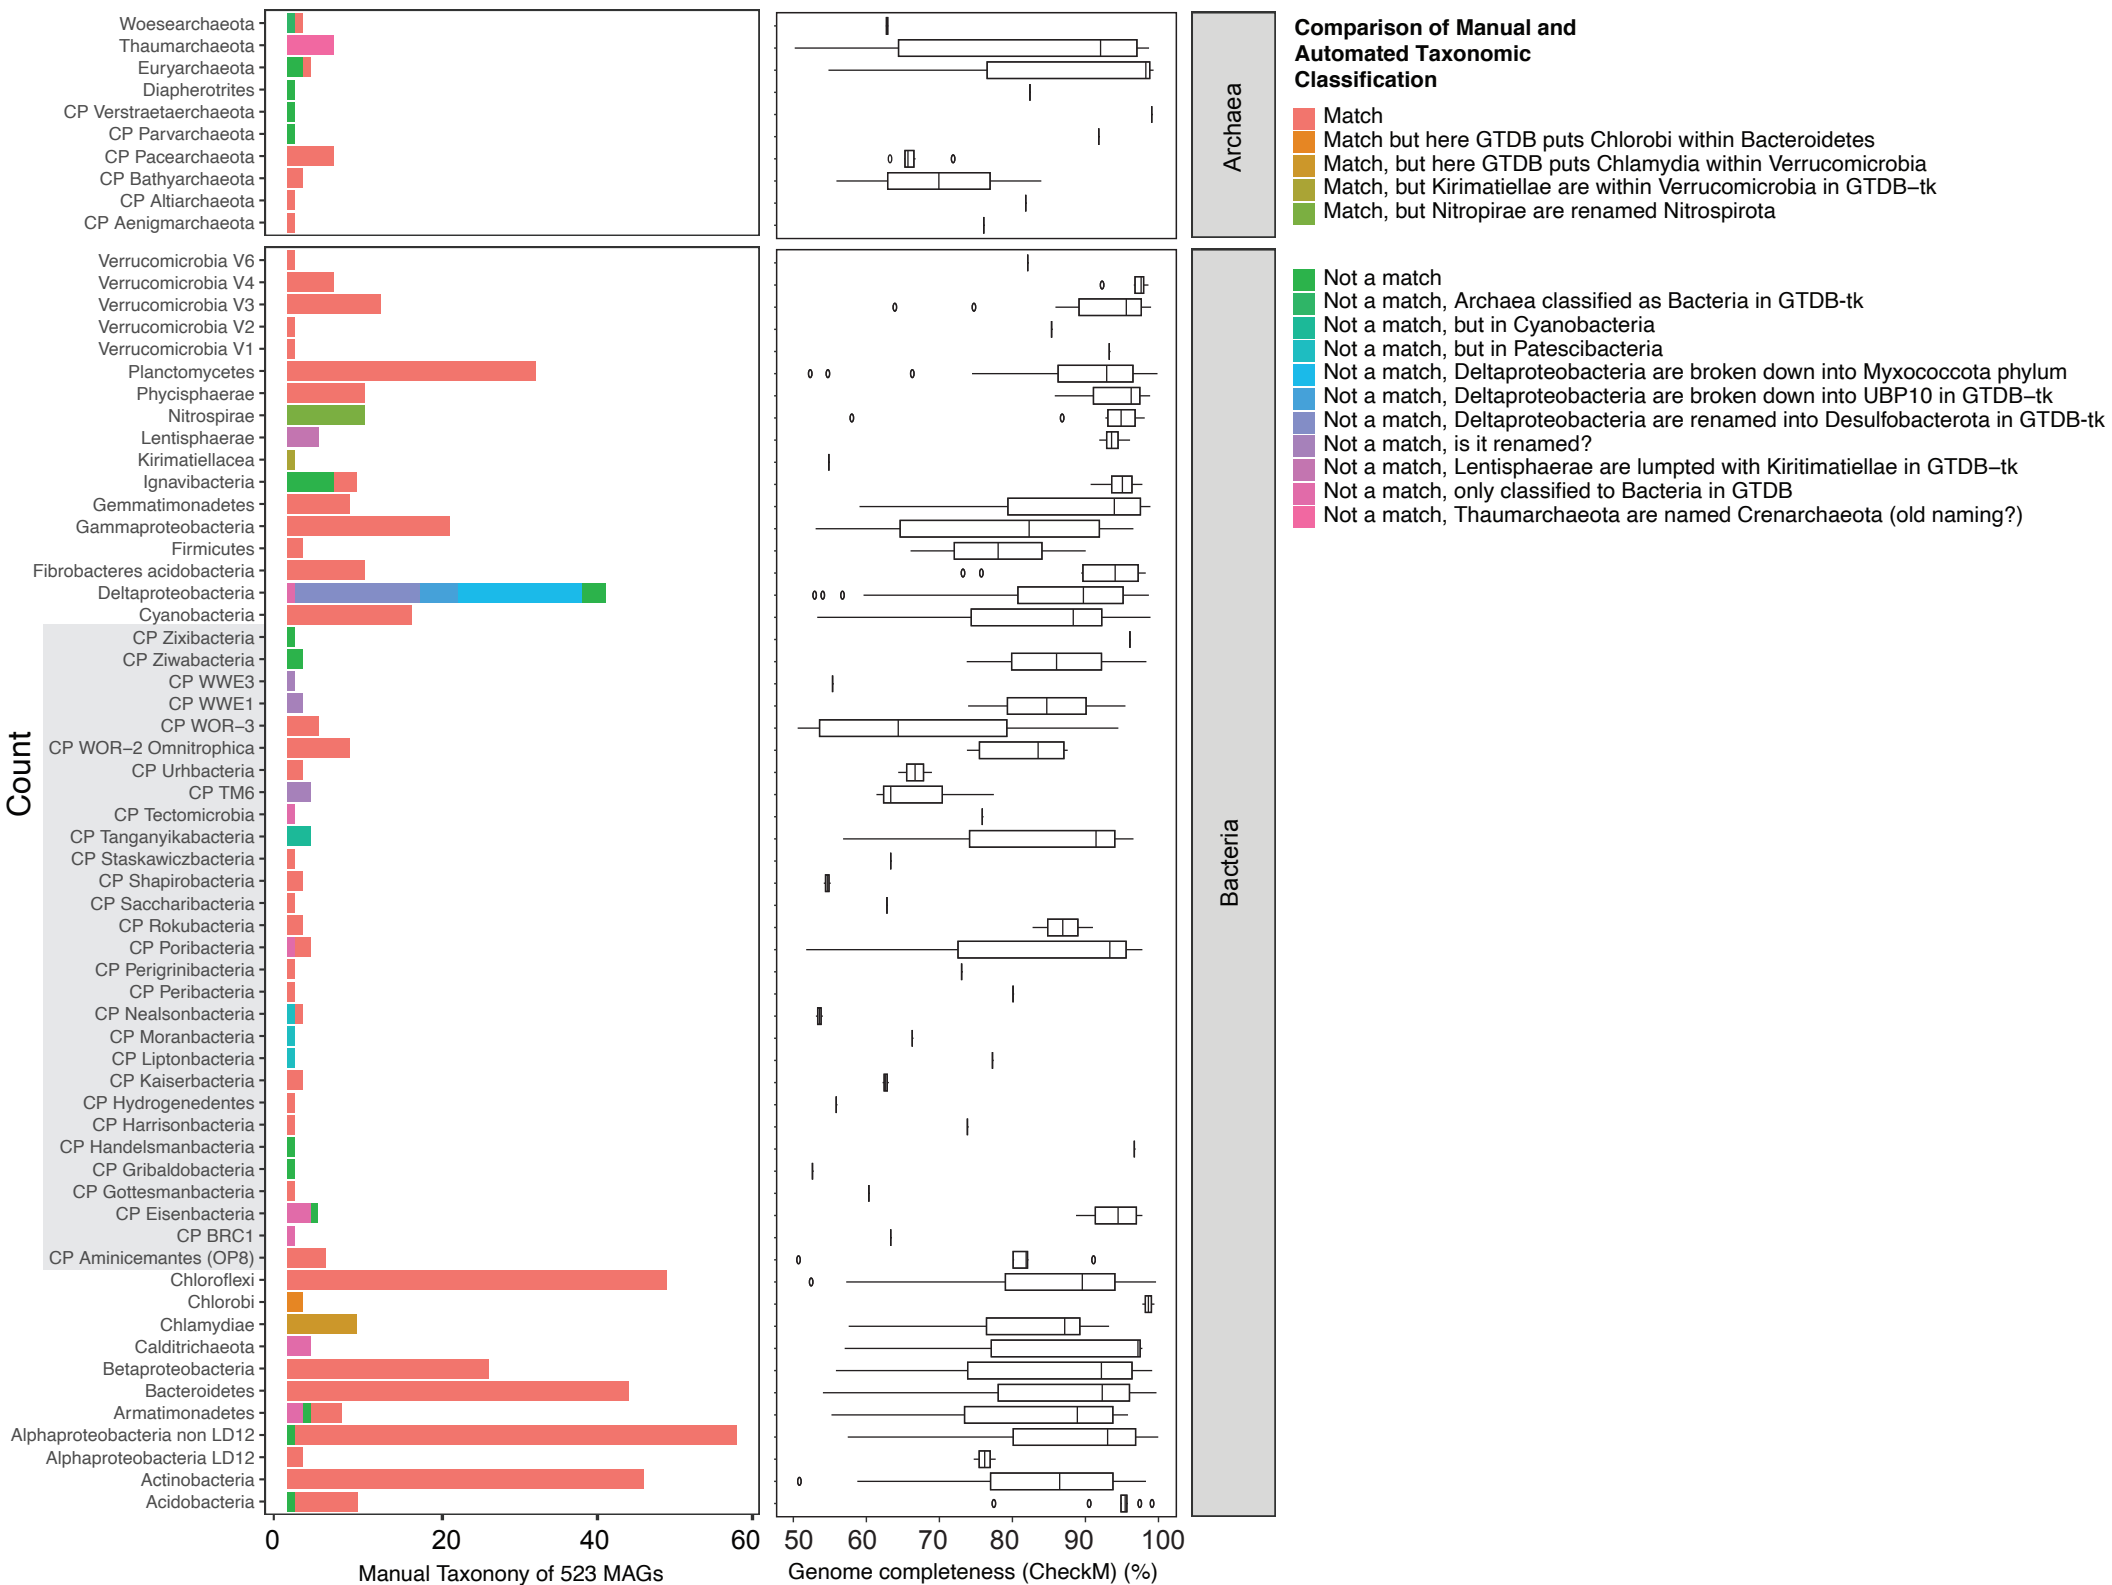 Woesearchaeota
Thaumarchaeota
Euryarchaeota
Diapherotrites
CP Verstraetaerchaeota
CP Parvarchaeota
CP Pacearchaeota
CP Bathyarchaeota
CP Altiarchaeota
CP Aenigmarchaeota
Verrucomicrobia V6
Verrucomicrobia V4
Verrucomicrobia V3
Verrucomicrobia V2
Verrucomicrobia V1
Planctomycetes
Phycisphaerae
Nitrospirae
Lentisphaerae
Kirimatiellacea
Ignavibacteria
Gemmatimonadetes
Gammaproteobacteria
Firmicutes
Fibrobacteres acidobacteria
Deltaproteobacteria
Cyanobacteria
CP Zixibacteria
CP Ziwabacteria
CP WWE3
CP WWE1
CP WOR−3
CP WOR−2 Omnitrophica
CP Urhbacteria
CP TM6
CP Tectomicrobia
CP Tanganyikabacteria
CP Staskawiczbacteria
CP Shapirobacteria
CP Saccharibacteria
CP Rokubacteria
CP Poribacteria
CP Perigrinibacteria
CP Peribacteria
CP Nealsonbacteria
CP Moranbacteria
CP Liptonbacteria
CP Kaiserbacteria
CP Hydrogenedentes
CP Harrisonbacteria
CP Handelsmanbacteria
CP Gribaldobacteria
CP Gottesmanbacteria
CP Eisenbacteria
CP BRC1
CP Aminicemantes (OP8)
Chloroflexi
Chlorobi
Chlamydiae
Calditrichaeota
Betaproteobacteria
Bacteroidetes
Armatimonadetes
Alphaproteobacteria non LD12
Alphaproteobacteria LD12
Actinobacteria
Acidobacteria
Count
0 20 40 60
Manual Taxonony of 523 MAGs
50 60 70 80 90 100
Genome completeness (CheckM) (%)
Archaea
Bacteria
Comparison of Manual and
Automated Taxonomic
Classification
Match
Match but here GTDB puts Chlorobi within Bacteroidetes
Match, but here GTDB puts Chlamydia within Verrucomicrobia
Match, but Kirimatiellae are within Verrucomicrobia in GTDB−tk
Match, but Nitropirae are renamed Nitrospirota
Not a match
Not a match, Archaea classified as Bacteria in GTDB-tk
Not a match, but in Cyanobacteria
Not a match, but in Patescibacteria
Not a match, Deltaproteobacteria are broken down into Myxococcota phylum
Not a match, Deltaproteobacteria are broken down into UBP10 in GTDB−tk
Not a match, Deltaproteobacteria are renamed into Desulfobacterota in GTDB-tk
Not a match, is it renamed?
Not a match, Lentisphaerae are lumpted with Kiritimatiellae in GTDB−tk
Not a match, only classified to Bacteria in GTDB
Not a match, Thaumarchaeota are named Crenarchaeota (old naming?)